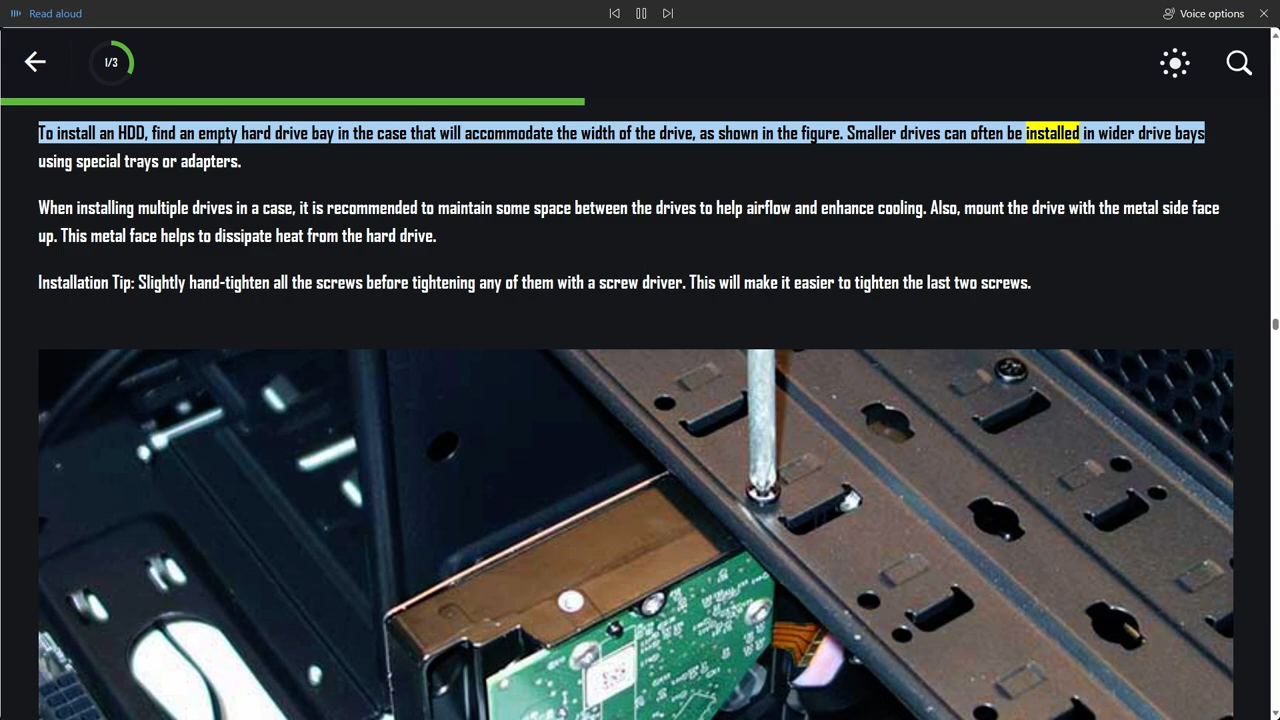 Read aloud
Voice options
1/3
To install an HDD, find an empty hard drive bay in the case that will accommodate the width of the drive, as shown in the figure. Smaller drives can often be installed in wider drive bays
using special trays or adapters.
When installing multiple drives in a case, it is recommended to maintain some space between the drives to help airflow and enhance cooling. Also, mount the drive with the metal side face
up. This metal face helps to dissipate heat from the hard drive.
Installation Tip: Slightly hand-tighten all the screws before tightening any of them with a screw driver. This will make it easier to tighten the last two screws.